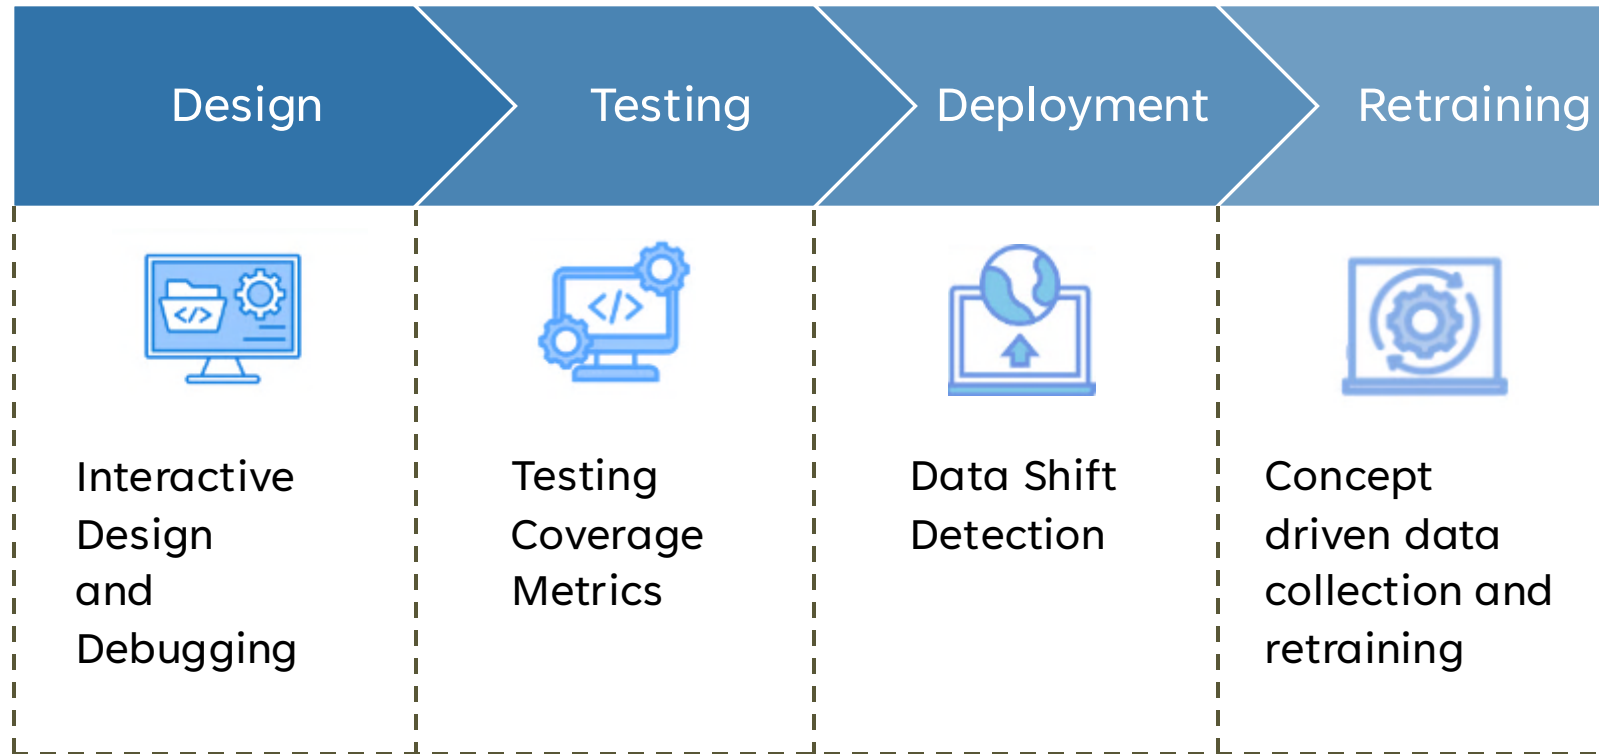 Design
Testing
Deployment
Retraining
</>
</>
Interactive
Design
and
Debugging
Testing
Coverage
Metrics
Data Shift
Detection
Concept
driven data
collection and
retraining